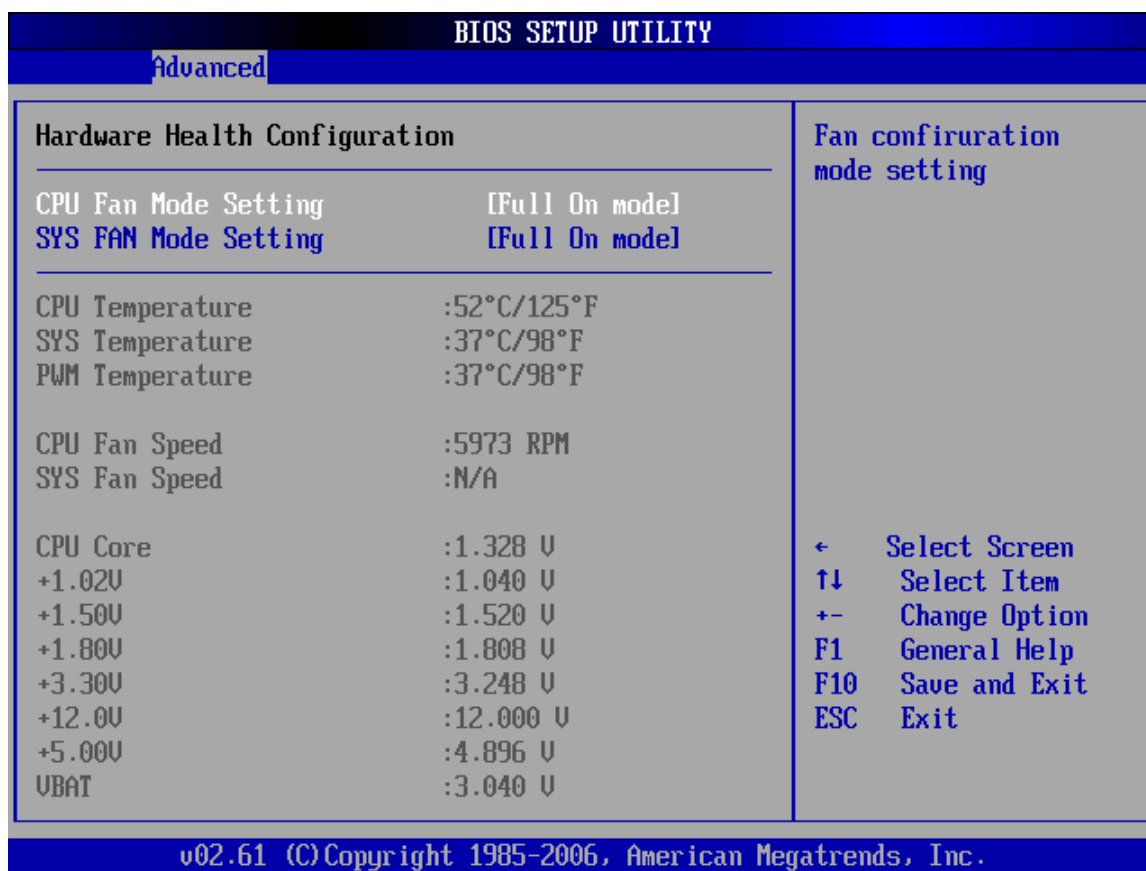 BIOS SETUP UTILITY
Advanced
Hardware Health Configuration
CPU Fan Mode Setting [Full On mode]
SYS FAN Mode Setting [Full On mode]
CPU Temperature :52°C/125°F
SYS Temperature :37°C/98°F
PWM Temperature :37°C/98°F
CPU Fan Speed :5973 RPM
SYS Fan Speed :N/A
CPU Core :1.328 V
+1.02V :1.040 V
+1.50V :1.520 V
+1.80V :1.808 V
+3.30V :3.248 V
+12.0V :12.000 V
+5.00V :4.896 V
VBAT :3.040 V
Fan confiruration
mode setting
← Select Screen
↑↓ Select Item
+- Change Option
F1 General Help
F10 Save and Exit
ESC Exit
v02.61 (C)Copyright 1985-2006, American Megatrends, Inc.